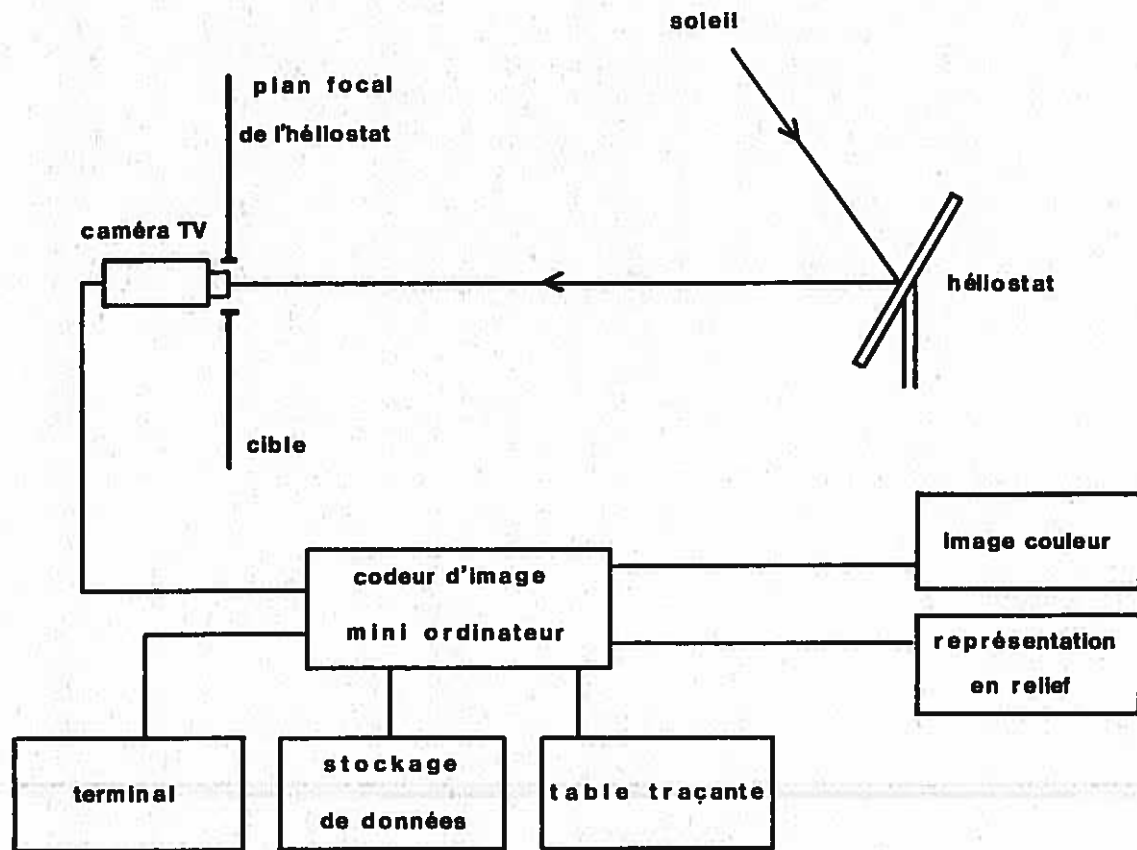 soleil
plan focal
de l'héliostat
caméra TV
héliostat
cible
image couleur
codeur d'image
mini ordinateur
représentation
en relief
terminal
stockage
de données
table traçante